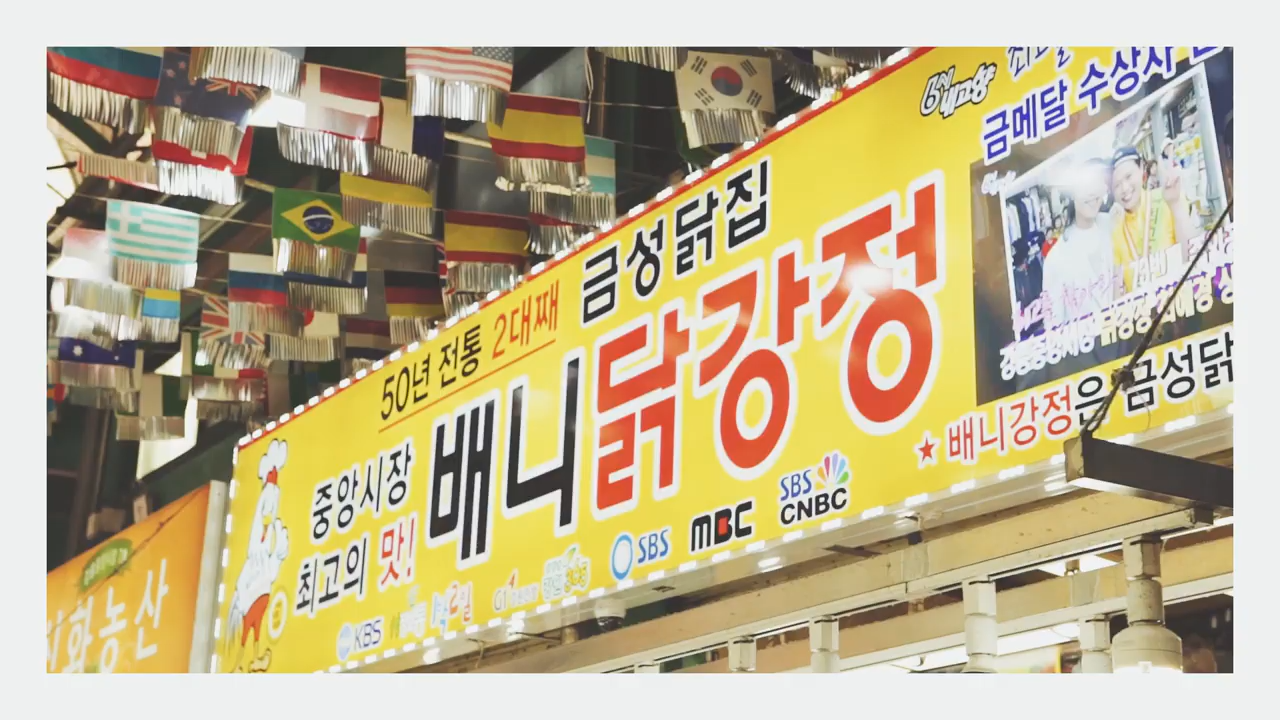 6시
내고향
금메달 수상자
금성닭집
50년 전통 2대째
배니닭강정
중앙시장
최고의 맛!
KBS
SBS
MBC
SBS
CNBC
★ 배니강정은 금성닭
화농산